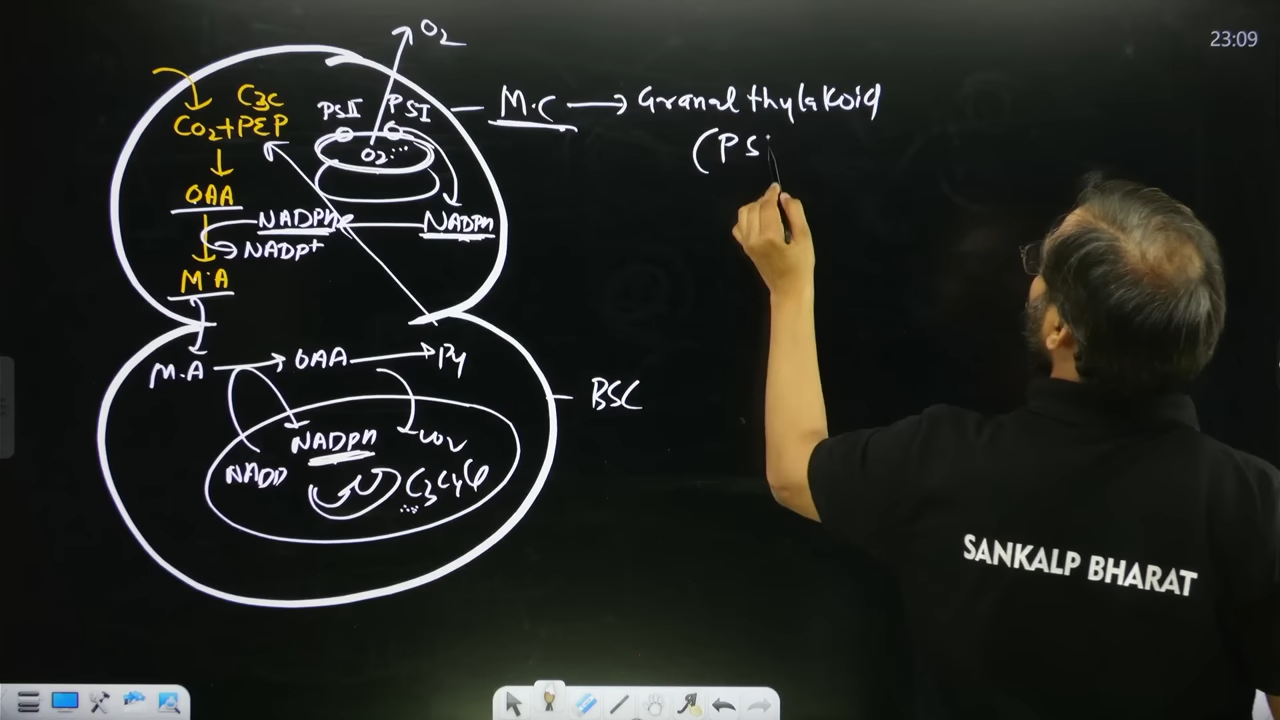 23:09
O2
C3C
PSII
PSI
M.C → Granal thylakoid
CO2+PEP
O2
(PS
OAA
NADPH
NADPH
NADP+
M.A
M.A → OAA → Py
BSC
NADPH
NADP
C3 Cycle
SANKALP BHARAT